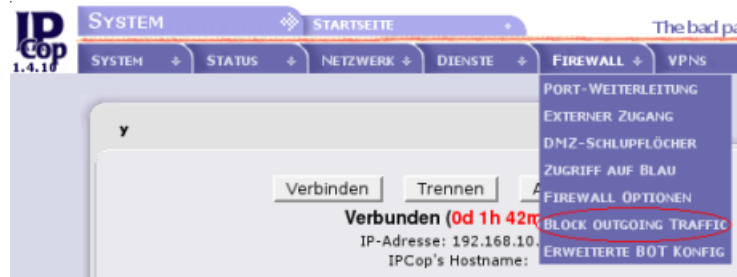 IP
Cop
1.4.10
SYSTEM STARTSEITE The bad pa
SYSTEM STATUS NETZWERK DIENSTE FIREWALL VPNS
PORT-WEITERLEITUNG
EXTERNER ZUGANG
DMZ-SCHLUPFLÖCHER
ZUGRIFF AUF BLAU
FIREWALL OPTIONEN
BLOCK OUTGOING TRAFFIC
ERWEITERTE BOT KONFIG
y
Verbinden Trennen A
Verbunden (0d 1h 42m
IP-Adresse: 192.168.10.
IPCop's Hostname: